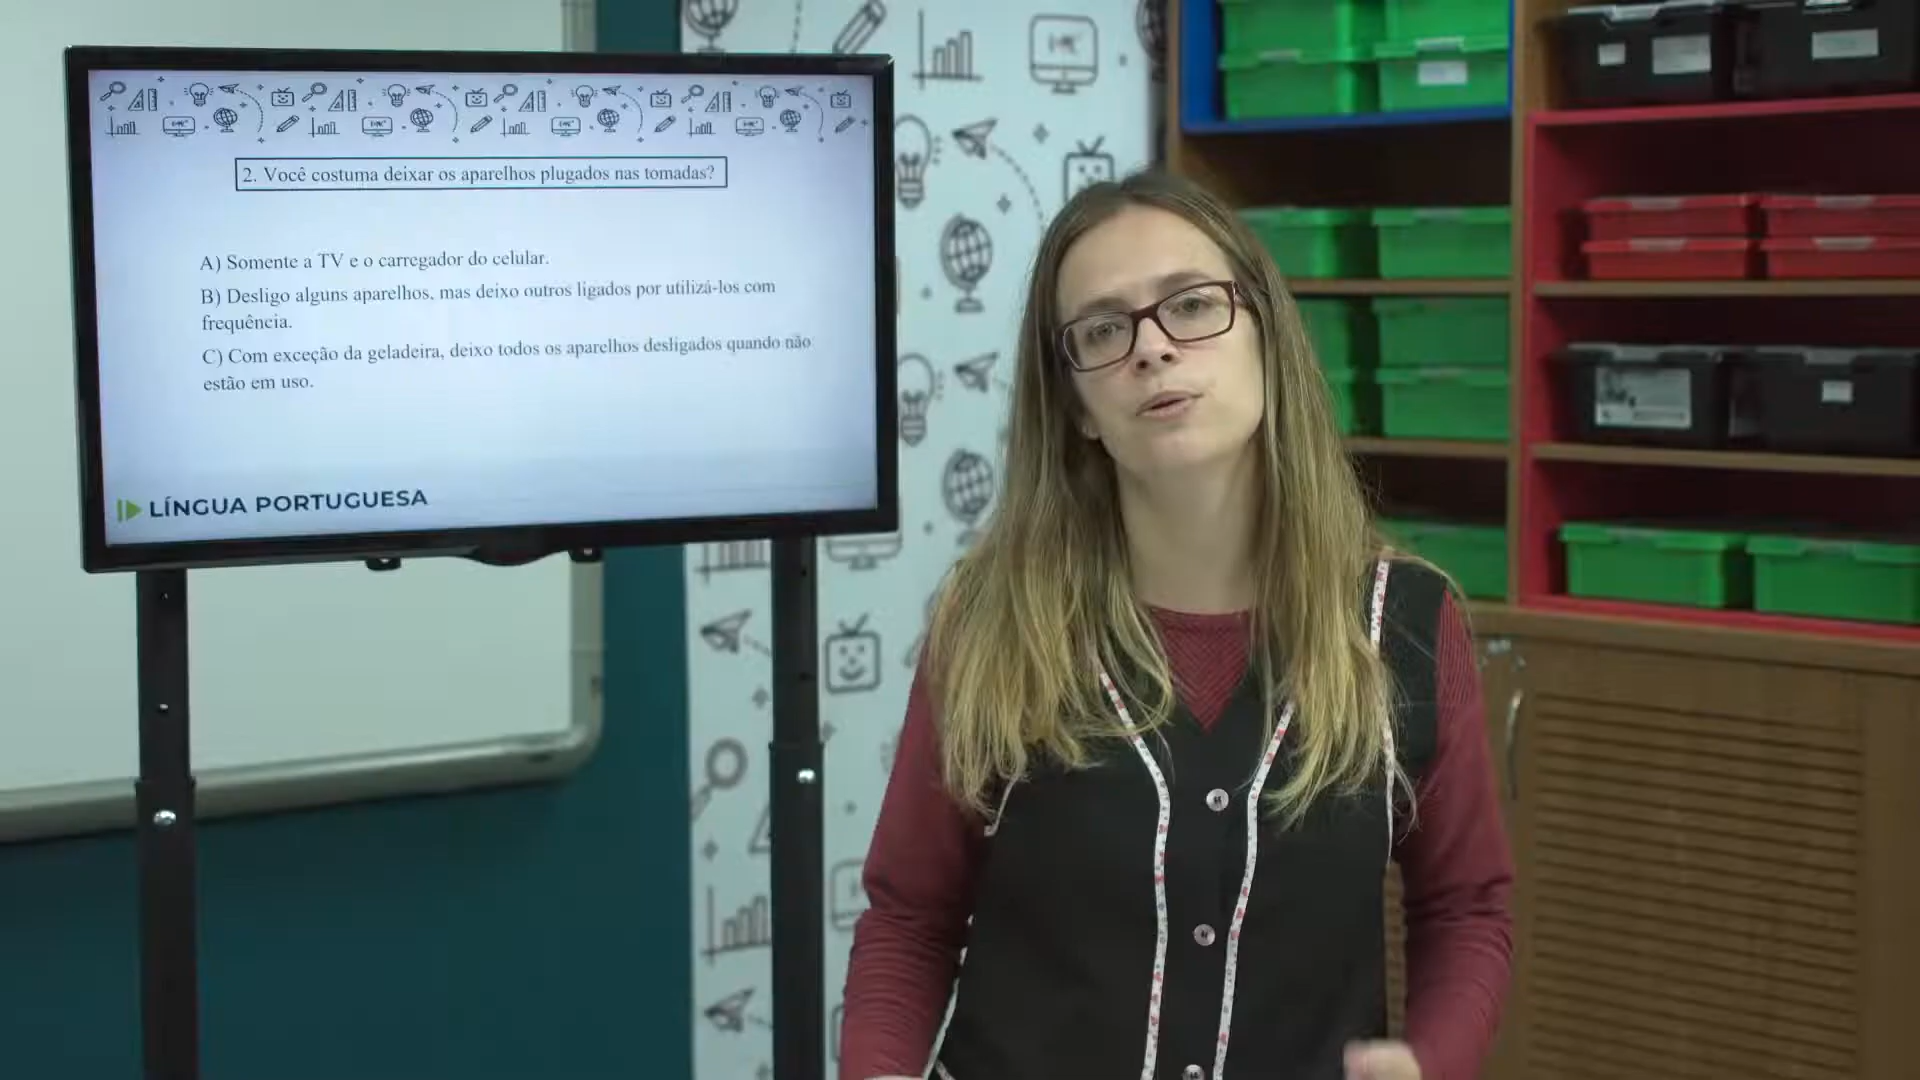 2. Você costuma deixar os aparelhos plugados nas tomadas?
A) Somente a TV e o carregador do celular.
B) Desligo alguns aparelhos, mas deixo outros ligados por utilizá-los com
frequência.
C) Com exceção da geladeira, deixo todos os aparelhos desligados quando não
estão em uso.
LÍNGUA PORTUGUESA